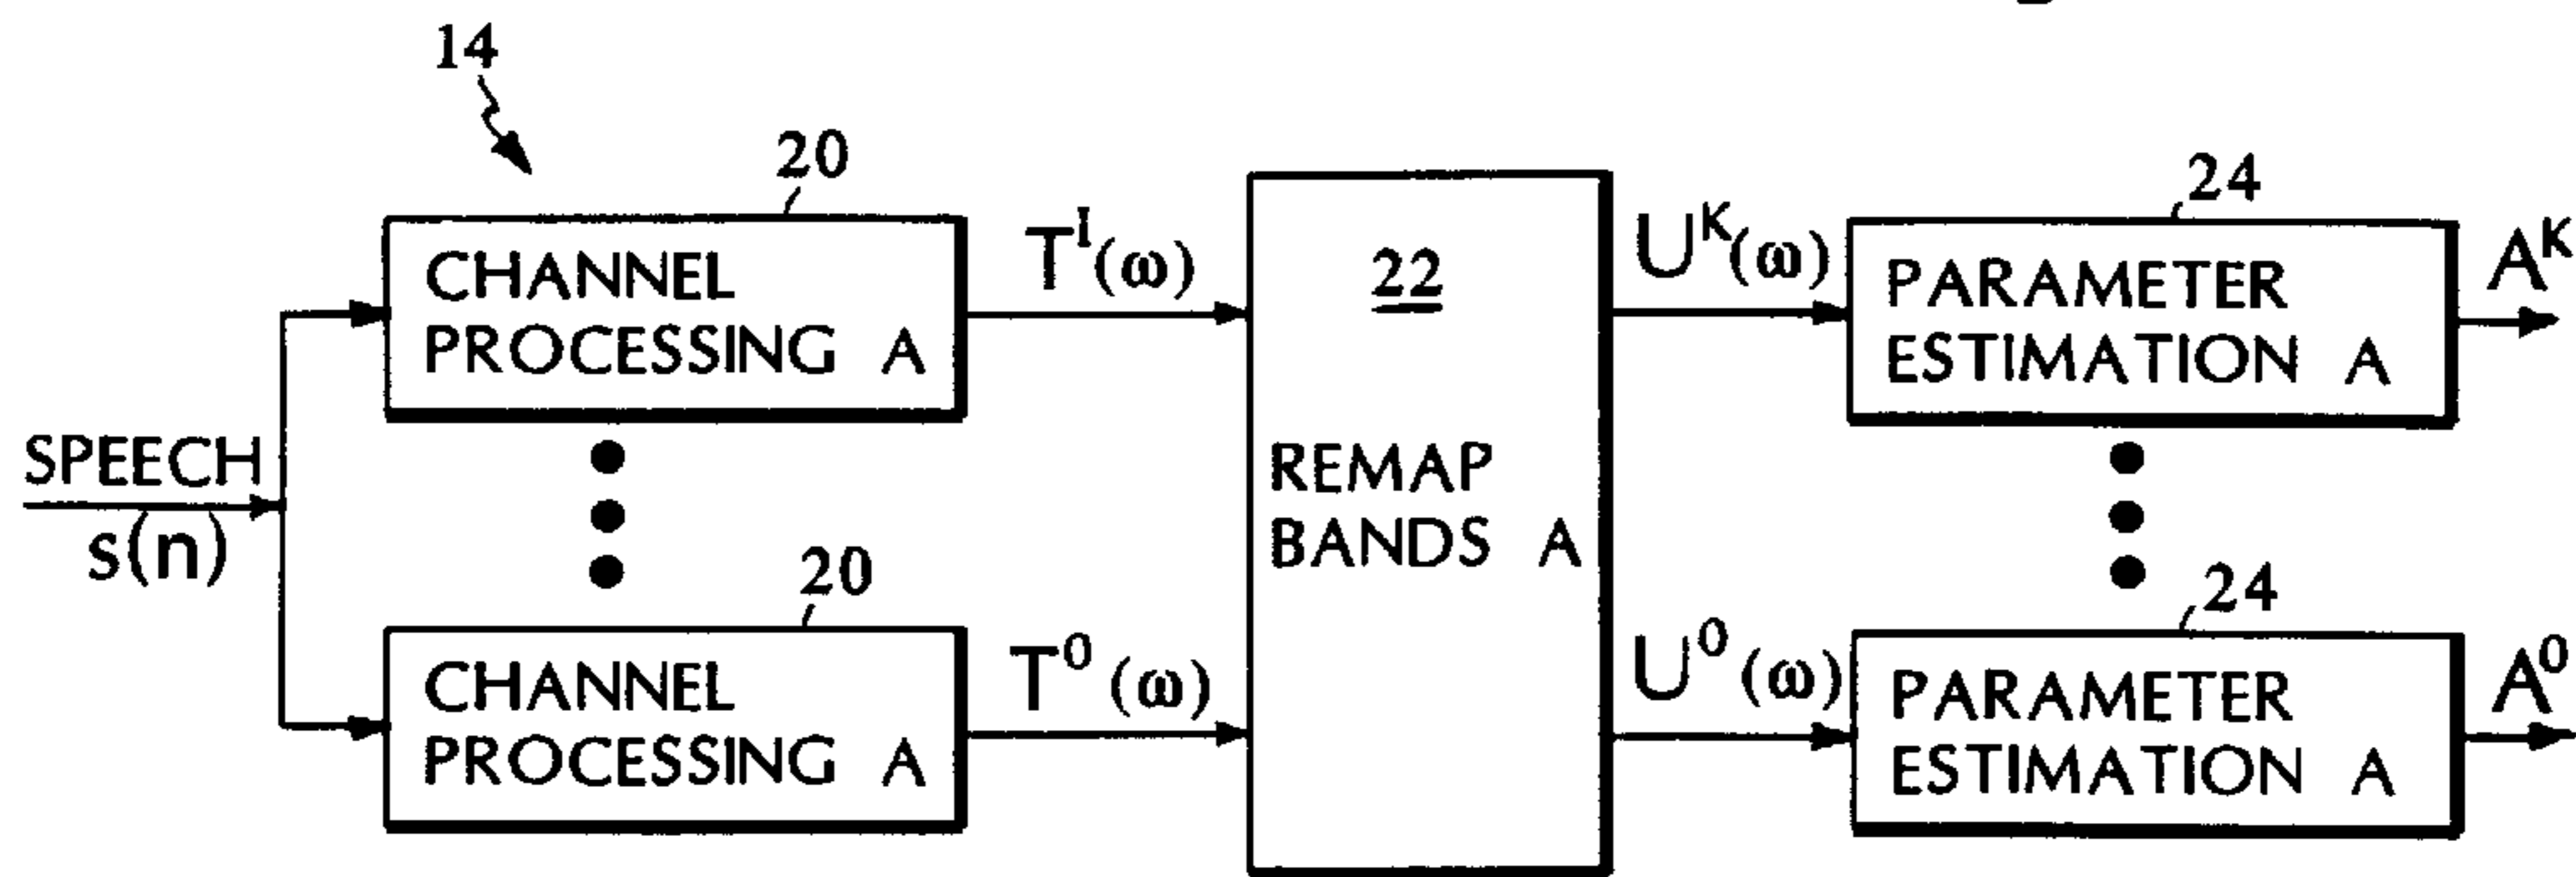 14
20
CHANNEL
PROCESSING A
T^I(ω)
22
REMAP
BANDS A
U^K(ω)
24
PARAMETER
ESTIMATION A
A^K
SPEECH
s(n)
20
CHANNEL
PROCESSING A
T^0(ω)
U^0(ω)
24
PARAMETER
ESTIMATION A
A^0